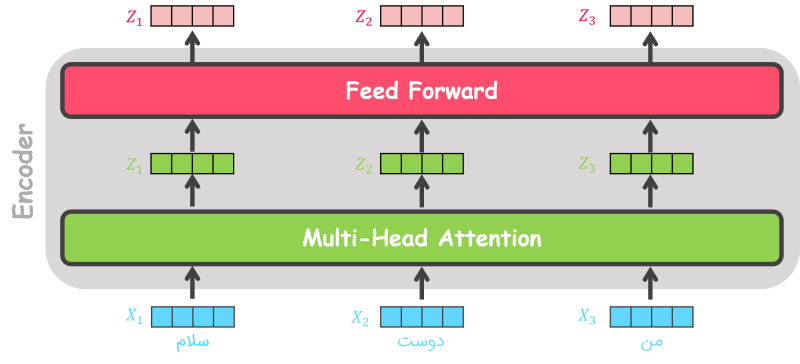 Z₁ Z₂ Z₃
Feed Forward
Encoder
Z₁ Z₂ Z₃
Multi-Head Attention
X₁ X₂ X₃
سلام دوست من